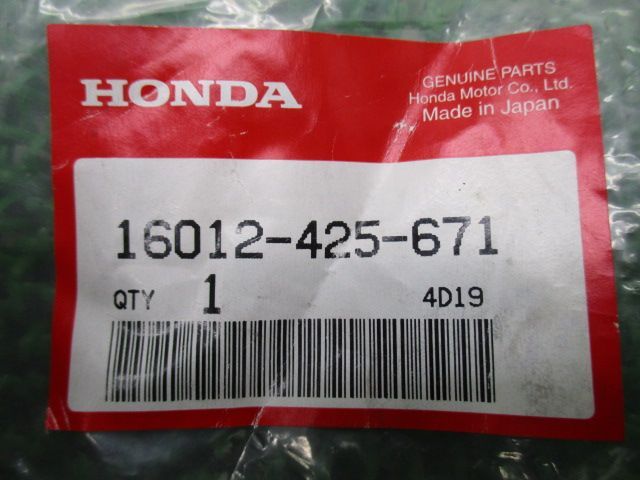 HONDA
GENUINE PARTS
Honda Motor Co., Ltd.
Made in Japan
16012-425-671
QTY 1 4D19